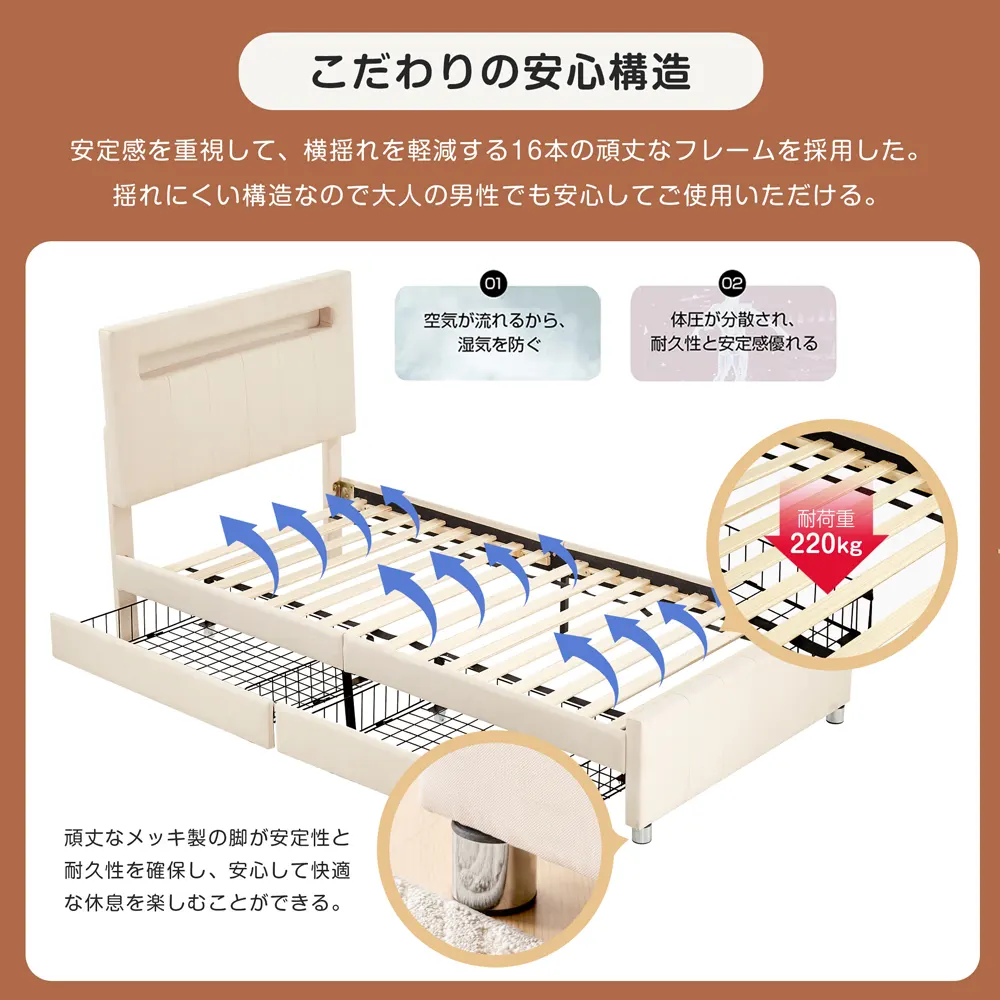 こだわりの安心構造
安定感を重視して、横揺れを軽減する16本の頑丈なフレームを採用した。
揺れにくい構造なので大人の男性でも安心してご使用いただける。
01
空気が流れるから、
湿気を防ぐ
02
体圧が分散され、
耐久性と安定感優れる
耐荷重
220kg
頑丈なメッキ製の脚が安定性と
耐久性を確保し、安心して快適
な休息を楽しむことができる。